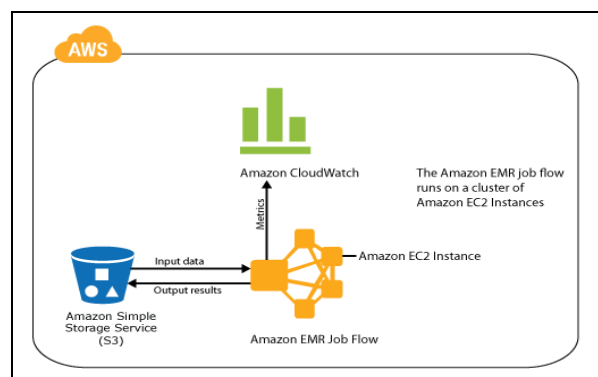 AWS
Amazon CloudWatch
The Amazon EMR job flow
runs on a cluster of
Amazon EC2 Instances
Metrics
Input data
Amazon EC2 Instance
Output results
Amazon Simple
Storage Service
(S3)
Amazon EMR Job Flow